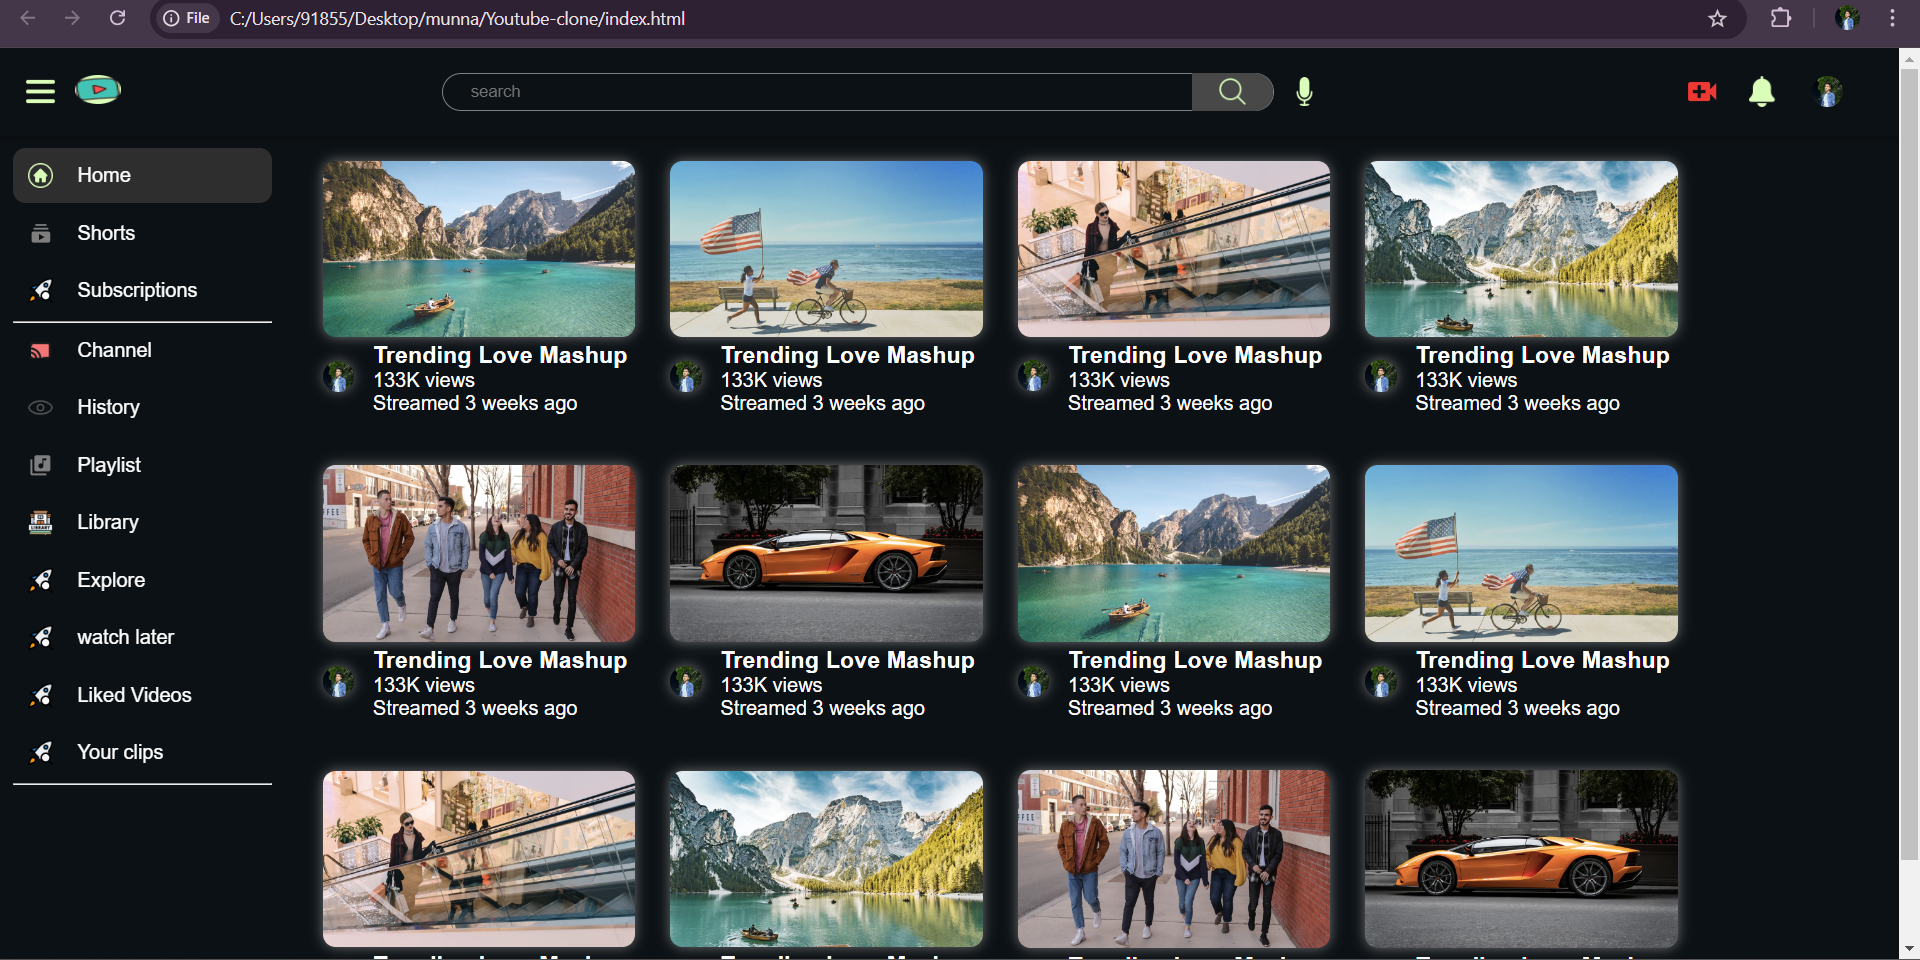 File C:/Users/91855/Desktop/munna/Youtube-clone/index.html
search
Home
Shorts
Subscriptions
Channel
History
Playlist
Library
Explore
watch later
Liked Videos
Your clips
Trending Love Mashup
133K views
Streamed 3 weeks ago
Trending Love Mashup
133K views
Streamed 3 weeks ago
Trending Love Mashup
133K views
Streamed 3 weeks ago
Trending Love Mashup
133K views
Streamed 3 weeks ago
Trending Love Mashup
133K views
Streamed 3 weeks ago
Trending Love Mashup
133K views
Streamed 3 weeks ago
Trending Love Mashup
133K views
Streamed 3 weeks ago
Trending Love Mashup
133K views
Streamed 3 weeks ago